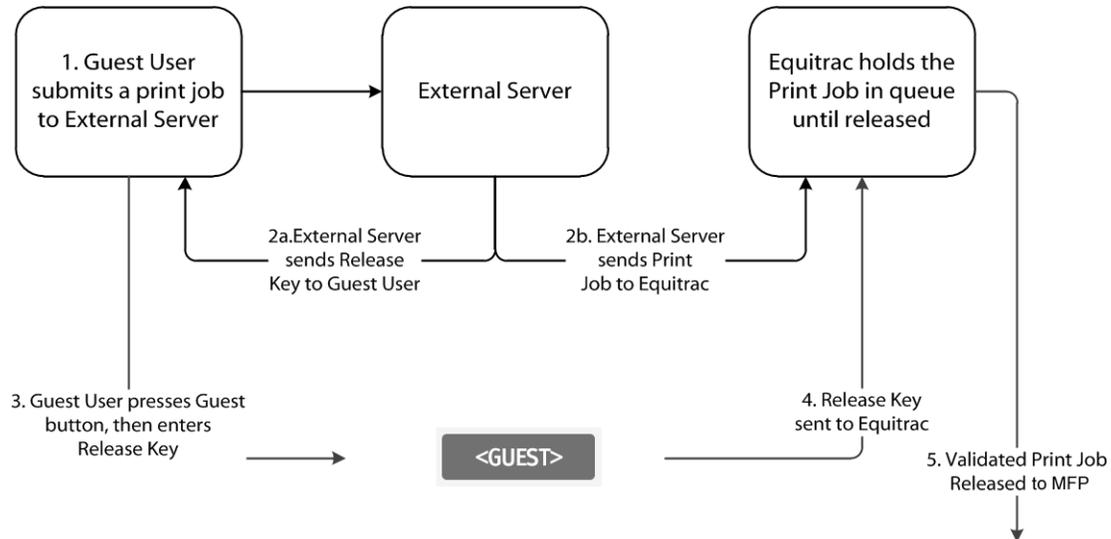 1. Guest User
submits a print job
to External Server
External Server
Equitrac holds the
Print Job in queue
until released
2a.External Server
sends Release
Key to Guest User
2b. External Server
sends Print
Job to Equitrac
3. Guest User presses Guest
button, then enters
Release Key
<GUEST>
4. Release Key
sent to Equitrac
5. Validated Print Job
Released to MFP